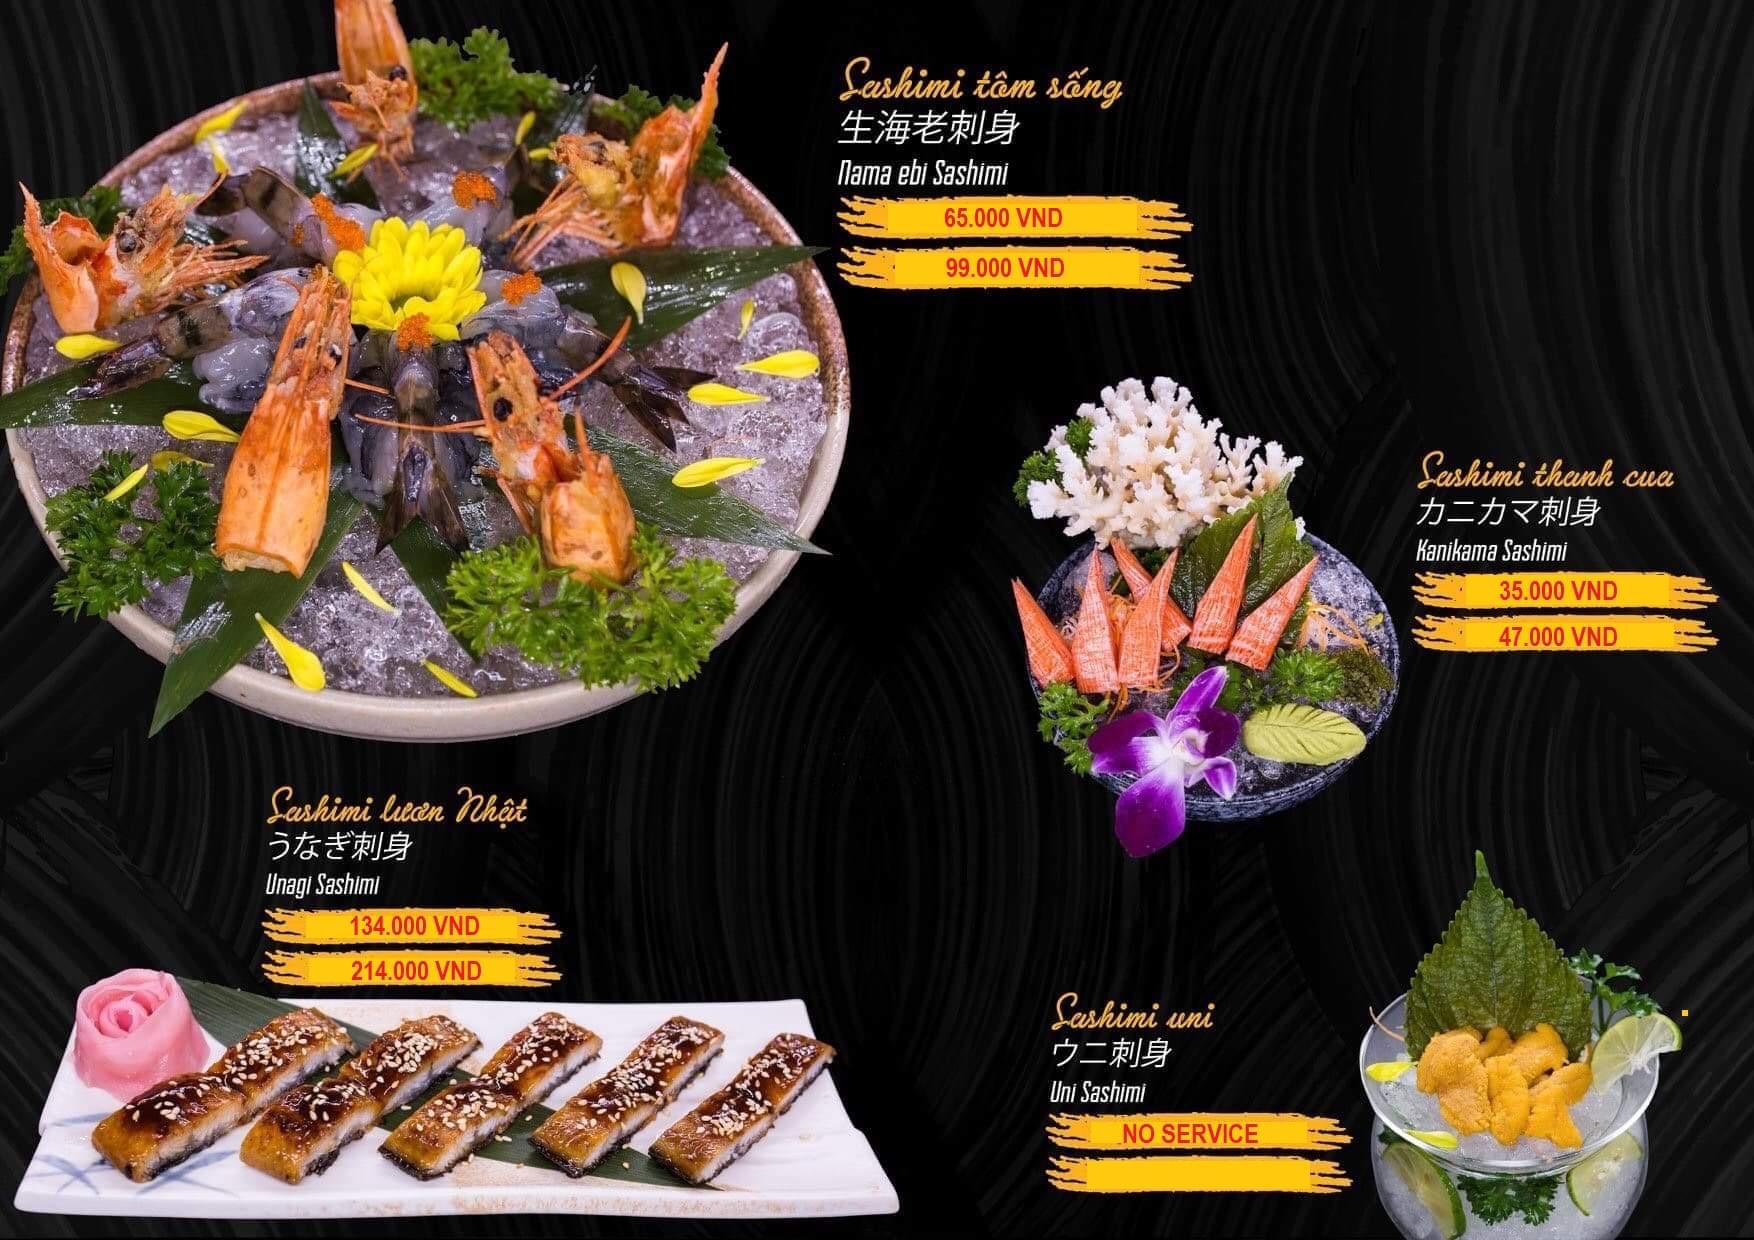 Sashimi tôm sống
生海老刺身
Nama ebi Sashimi
65.000 VND
99.000 VND
Sashimi thanh cua
カニカマ刺身
Kanikama Sashimi
35.000 VND
47.000 VND
Sashimi lươn Nhật
うなぎ刺身
Unagi Sashimi
134.000 VND
214.000 VND
Sashimi uni
ウニ刺身
Uni Sashimi
NO SERVICE